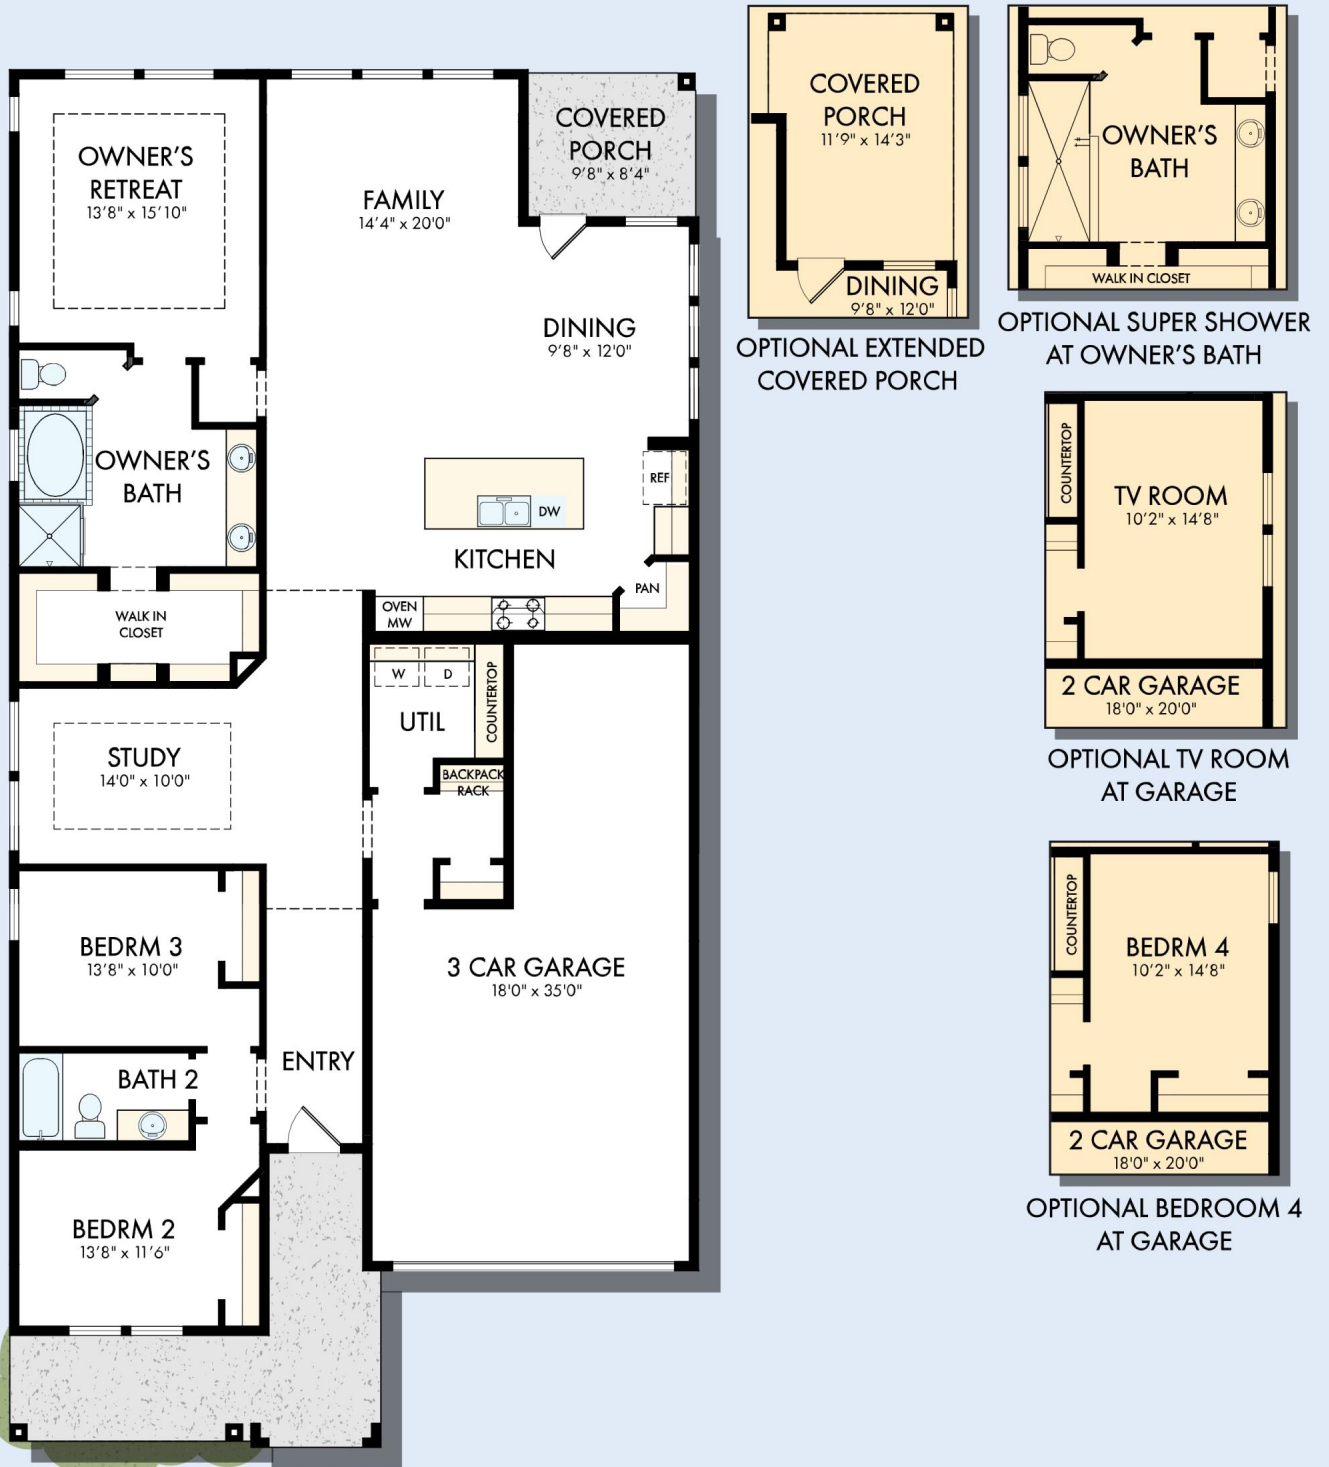 OWNER'S
RETREAT
13'8" x 15'10"
FAMILY
14'4" x 20'0"
COVERED
PORCH
9'8" x 8'4"
DINING
9'8" x 12'0"
OWNER'S
BATH
REF
DW
KITCHEN
PAN
OVEN
MW
WALK IN
CLOSET
W
D
COUNTERTOP
UTIL
BACKPACK
RACK
STUDY
14'0" x 10'0"
BEDRM 3
13'8" x 10'0"
3 CAR GARAGE
18'0" x 35'0"
ENTRY
BATH 2
BEDRM 2
13'8" x 11'6"
COVERED
PORCH
11'9" x 14'3"
DINING
9'8" x 12'0"
OPTIONAL EXTENDED
COVERED PORCH
OWNER'S
BATH
WALK IN CLOSET
OPTIONAL SUPER SHOWER
AT OWNER'S BATH
COUNTERTOP
TV ROOM
10'2" x 14'8"
2 CAR GARAGE
18'0" x 20'0"
OPTIONAL TV ROOM
AT GARAGE
COUNTERTOP
BEDRM 4
10'2" x 14'8"
2 CAR GARAGE
18'0" x 20'0"
OPTIONAL BEDROOM 4
AT GARAGE